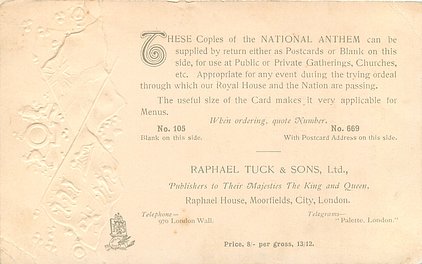 THESE Copies of the NATIONAL ANTHEM can be
supplied by return either as Postcards or Blank on this
side, for use at Public or Private Gatherings, Churches,
etc. Appropriate for any event during the trying ordeal
through which our Royal House and the Nation are passing.
The useful size of the Card makes it very applicable for
Menus.
When ordering, quote Number.
No. 105 No. 669
Blank on this side. With Postcard Address on this side.
RAPHAEL TUCK & SONS, Ltd.,
Publishers to Their Majesties The King and Queen,
Raphael House, Moorfields, City, London.
Telephone— Telegrams—
970 London Wall. "Palette, London."
Price, 8/- per gross, 13/12.